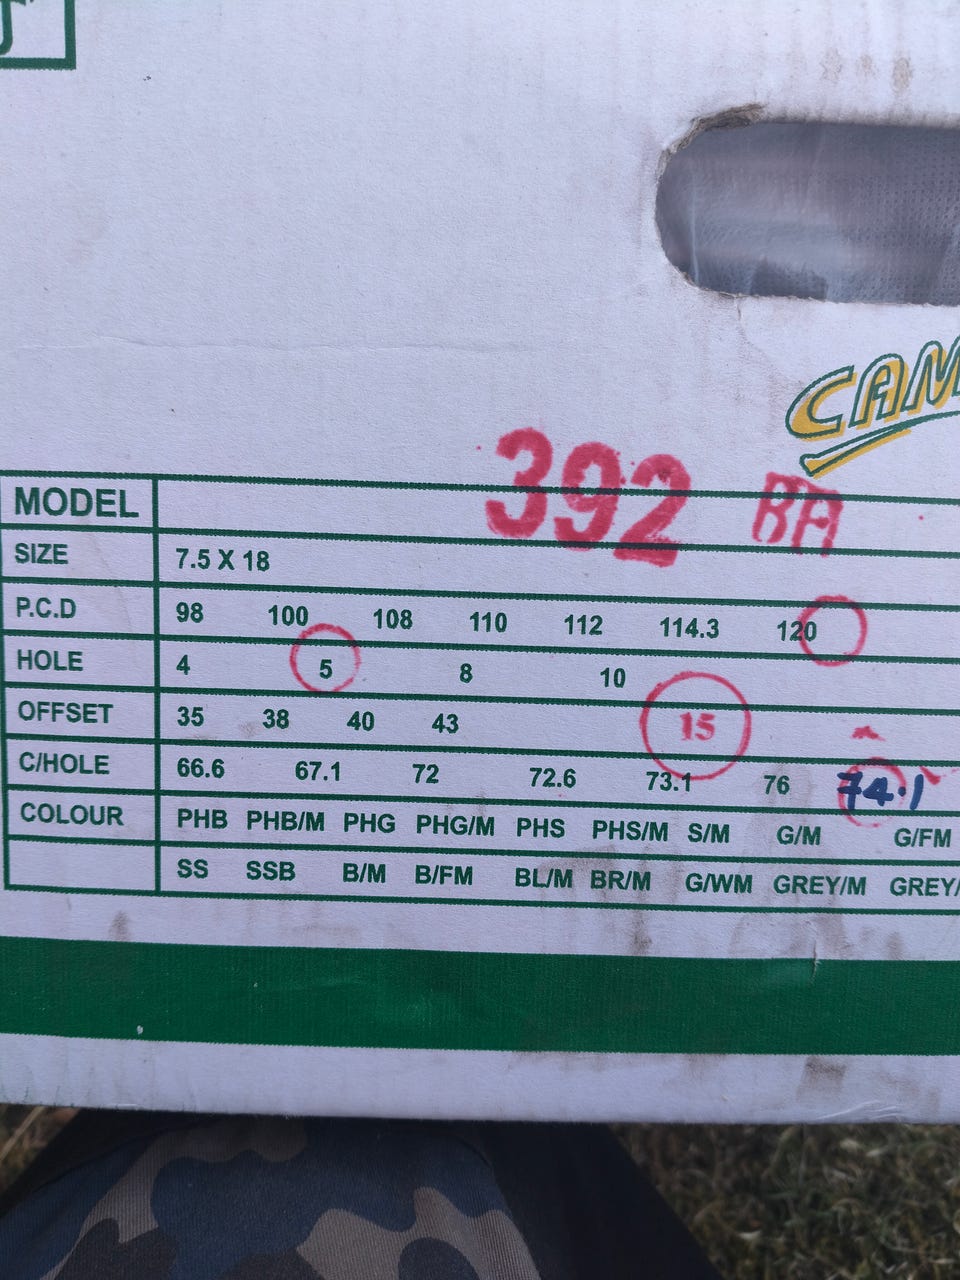 CAM
392 BA
MODEL
SIZE 7.5 X 18
P.C.D 98 100 108 110 112 114.3 120
HOLE 4 5 8 10
OFFSET 35 38 40 43 15
C/HOLE 66.6 67.1 72 72.6 73.1 76 74.1
COLOUR PHB PHB/M PHG PHG/M PHS PHS/M S/M G/M G/FM
SS SSB B/M B/FM BL/M BR/M G/WM GREY/M GREY/